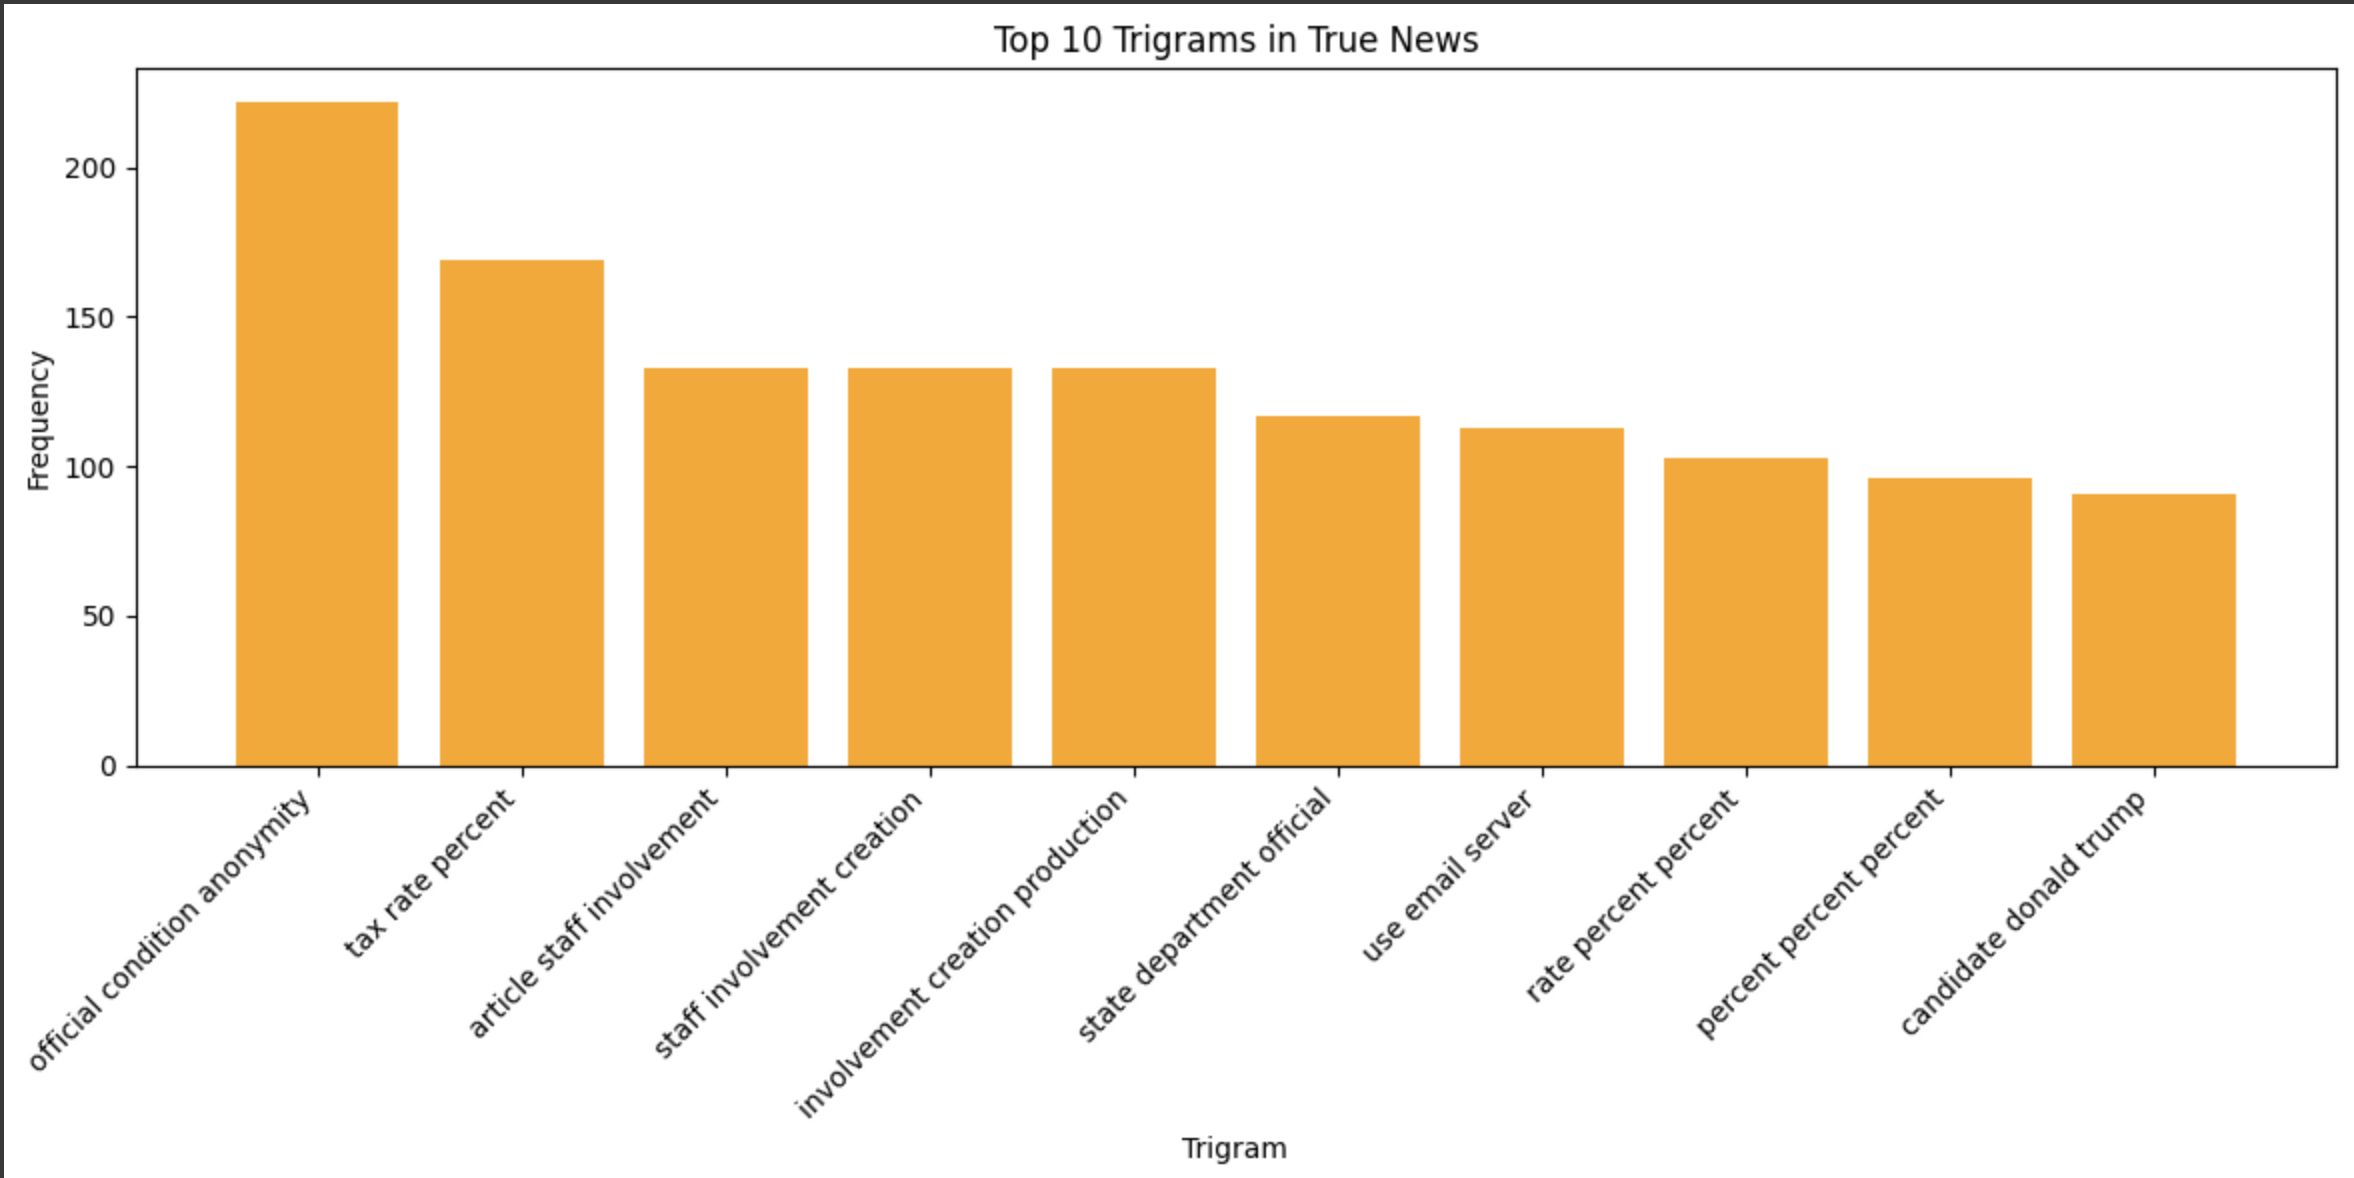 Top 10 Trigrams in True News
Frequency
200
150
100
50
0
official condition anonymity
tax rate percent
article staff involvement
staff involvement creation
involvement creation production
state department official
use email server
rate percent percent
percent percent percent
candidate donald trump
Trigram